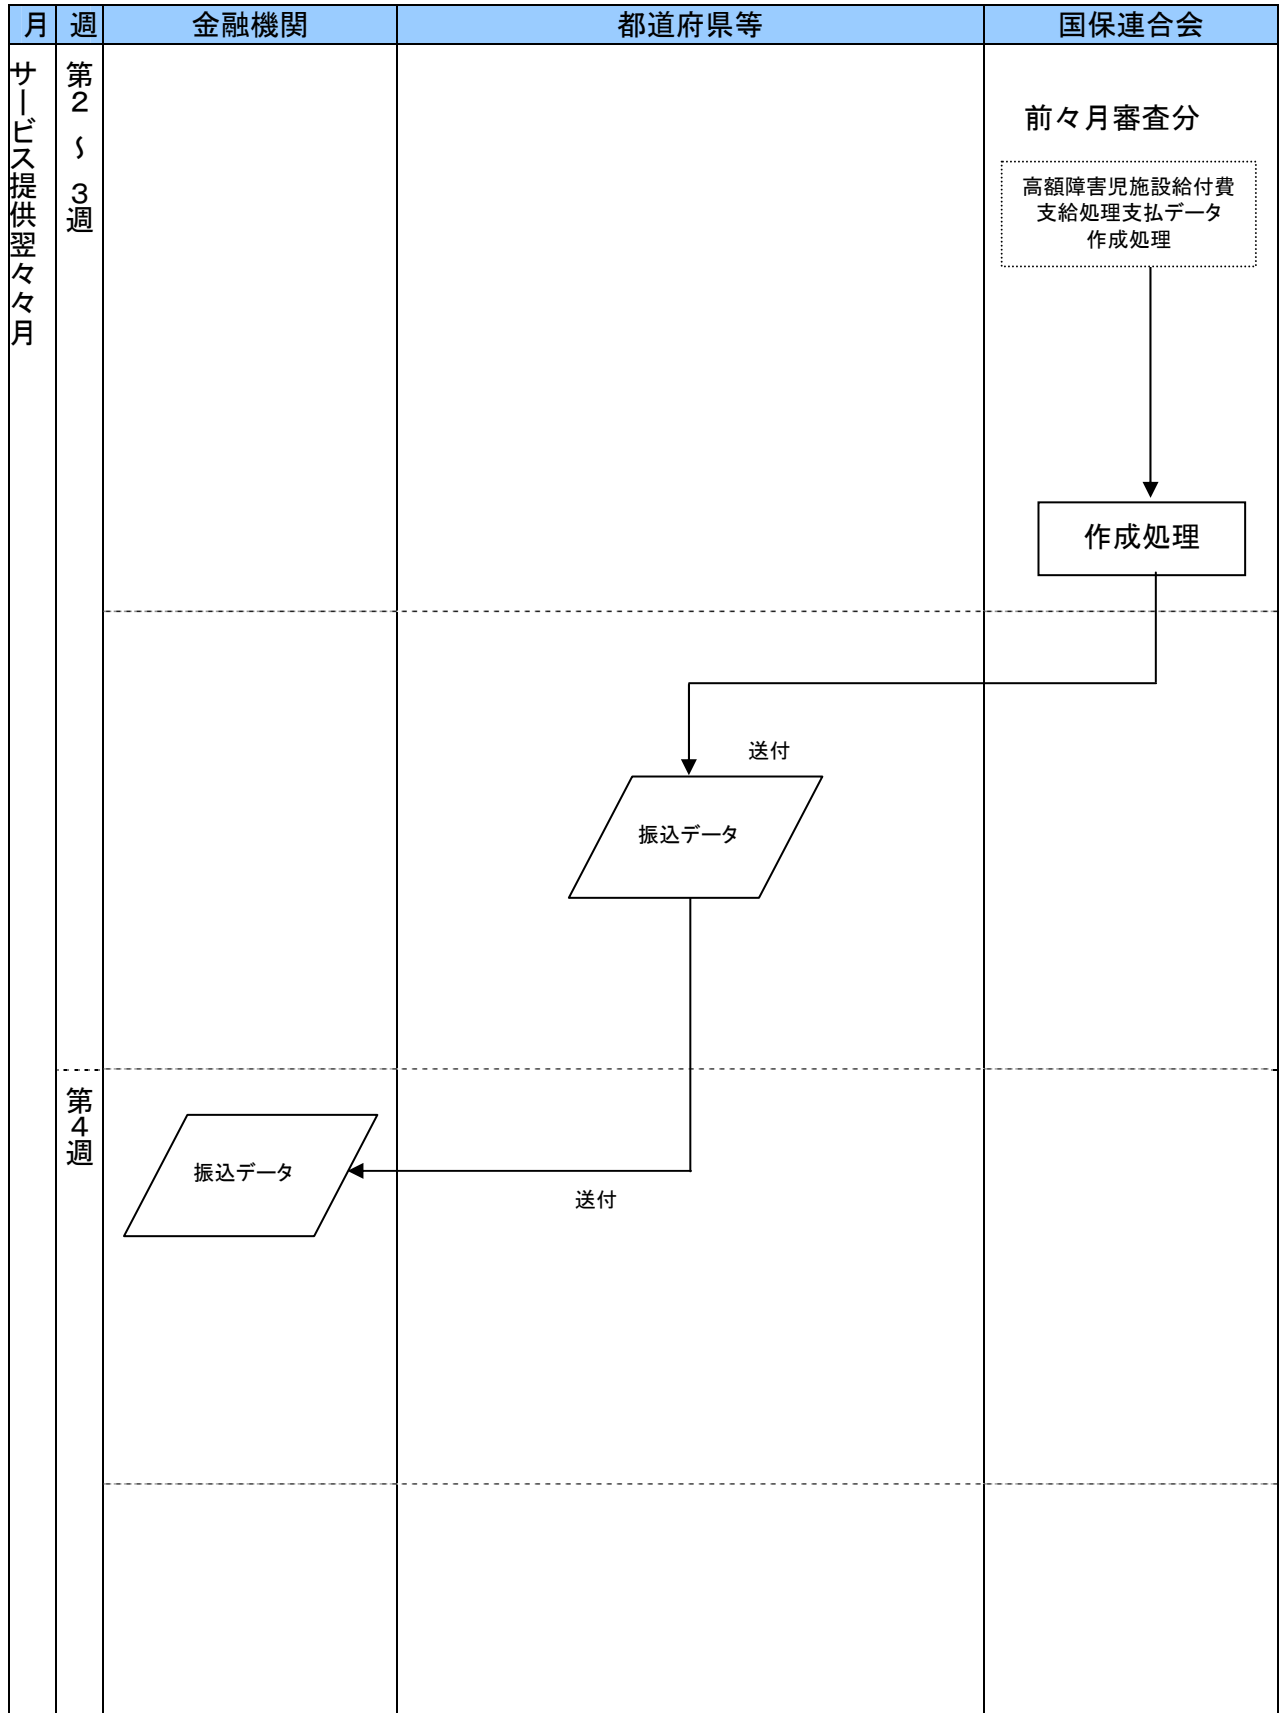 月 週 金融機関 都道府県等 国保連合会
サービス提供翌々々月
第2～3週
前々月審査分
高額障害児施設給付費
支給処理支払データ
作成処理
作成処理
送付
振込データ
第4週
振込データ
送付